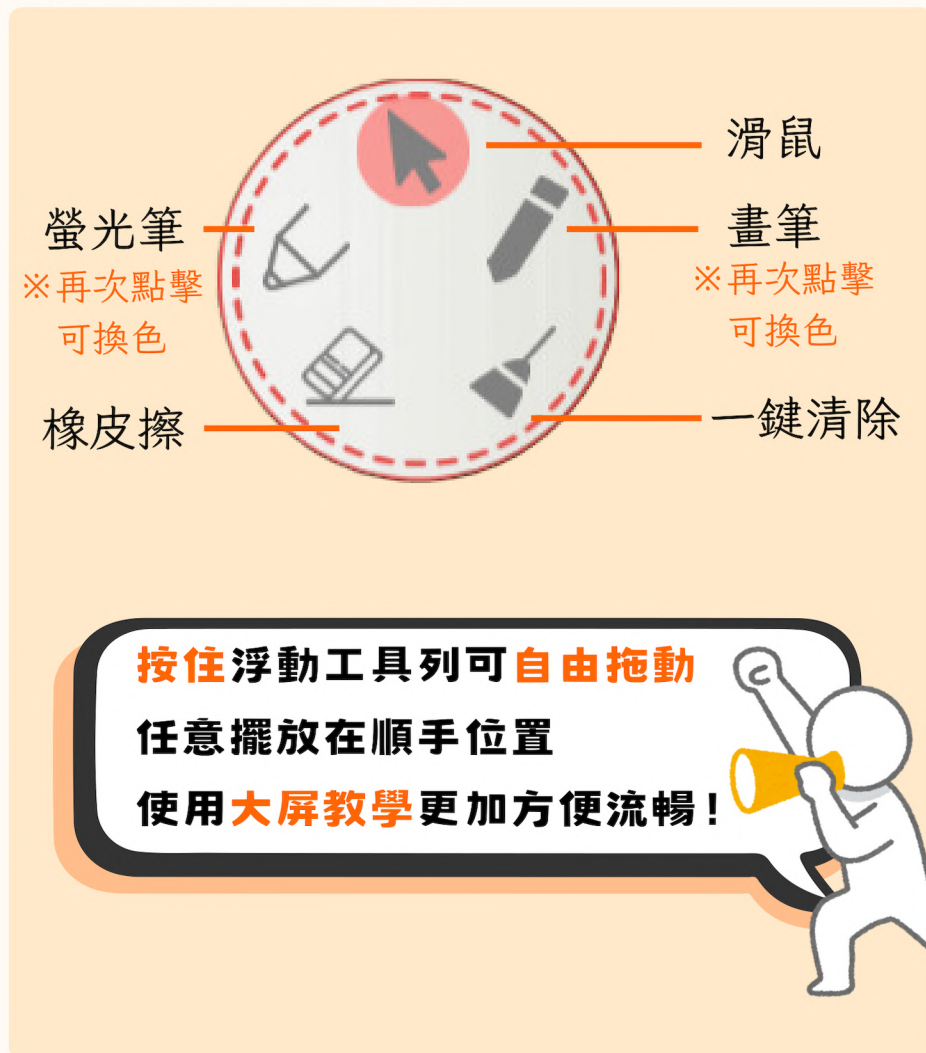 滑鼠
螢光筆
※再次點擊
可換色
畫筆
※再次點擊
可換色
橡皮擦
一鍵清除
按住浮動工具列可自由拖動
任意擺放在順手位置
使用大屏教學更加方便流暢！